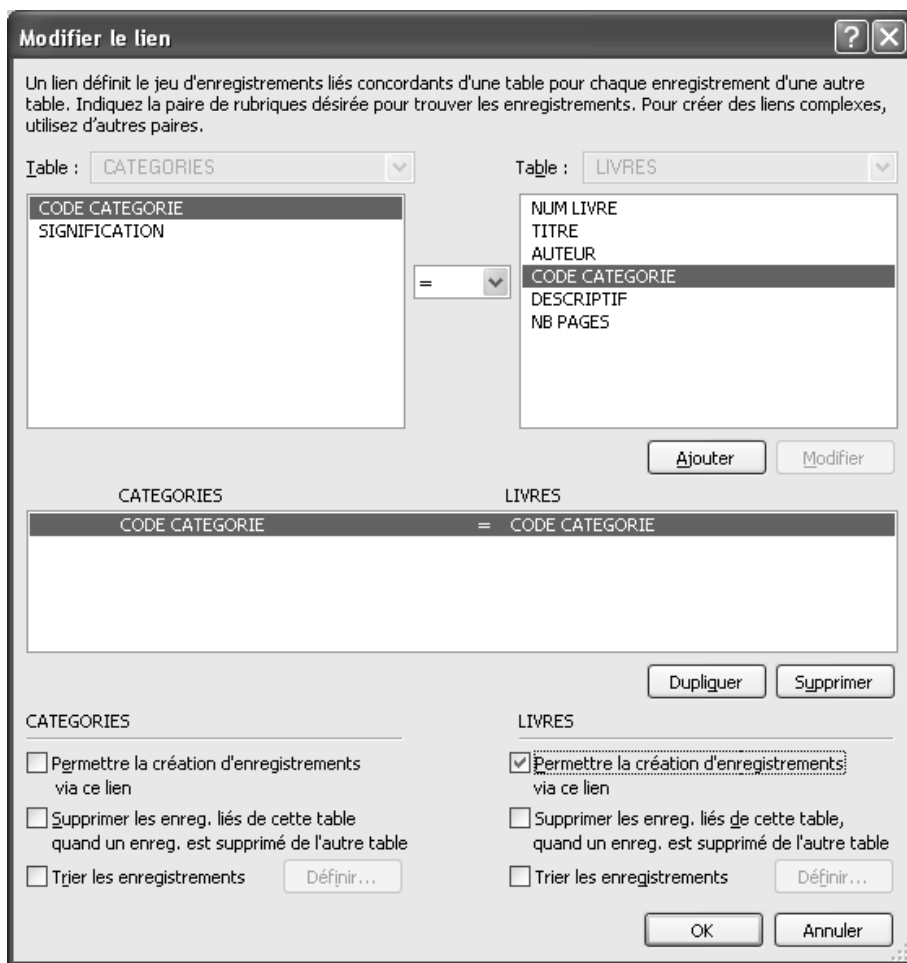 Modifier le lien
Un lien définit le jeu d'enregistrements liés concordants d'une table pour chaque enregistrement d'une autre
table. Indiquez la paire de rubriques désirée pour trouver les enregistrements. Pour créer des liens complexes,
utilisez d'autres paires.
Table : CATEGORIES
Table : LIVRES
CODE CATEGORIE
SIGNIFICATION
=
NUM LIVRE
TITRE
AUTEUR
CODE CATEGORIE
DESCRIPTIF
NB PAGES
Ajouter
Modifier
CATEGORIES LIVRES
CODE CATEGORIE = CODE CATEGORIE
Dupliquer
Supprimer
CATEGORIES
Permettre la création d'enregistrements
via ce lien
Supprimer les enreg. liés de cette table
quand un enreg. est supprimé de l'autre table
Trier les enregistrements
Définir...
LIVRES
Permettre la création d'enregistrements
via ce lien
Supprimer les enreg. liés de cette table,
quand un enreg. est supprimé de l'autre table
Trier les enregistrements
Définir...
OK
Annuler